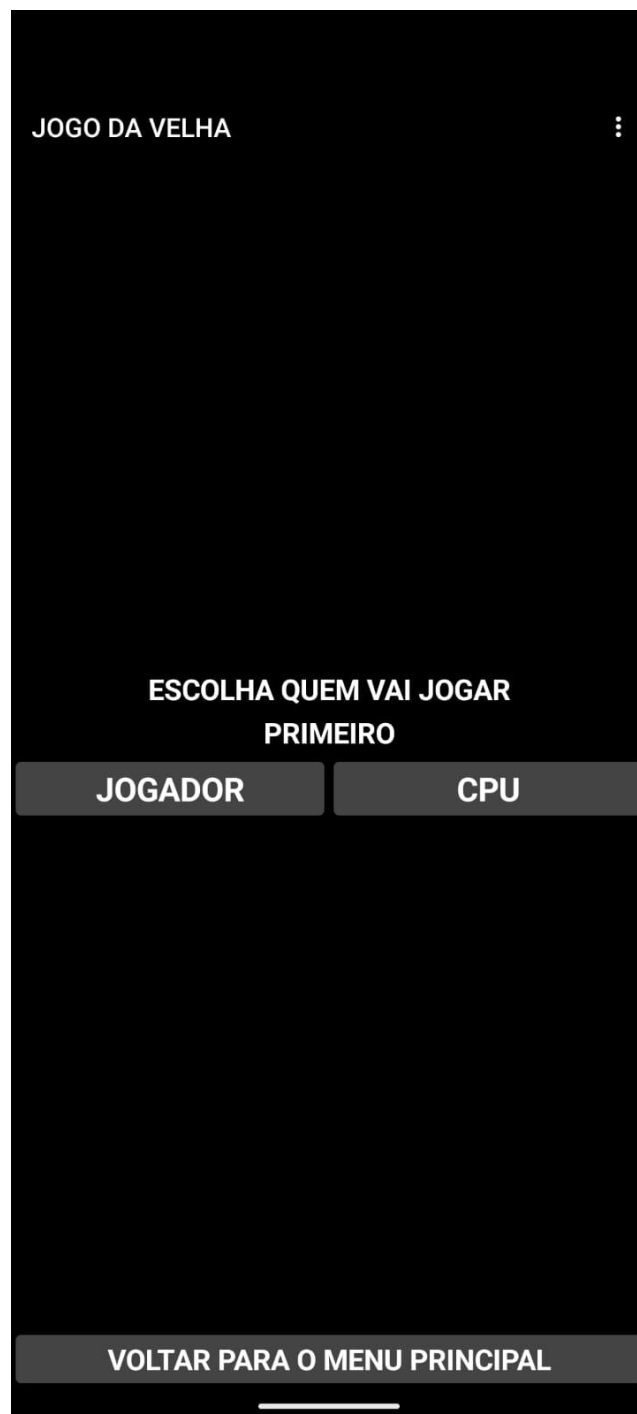 JOGO DA VELHA
ESCOLHA QUEM VAI JOGAR
PRIMEIRO
JOGADOR
CPU
VOLTAR PARA O MENU PRINCIPAL